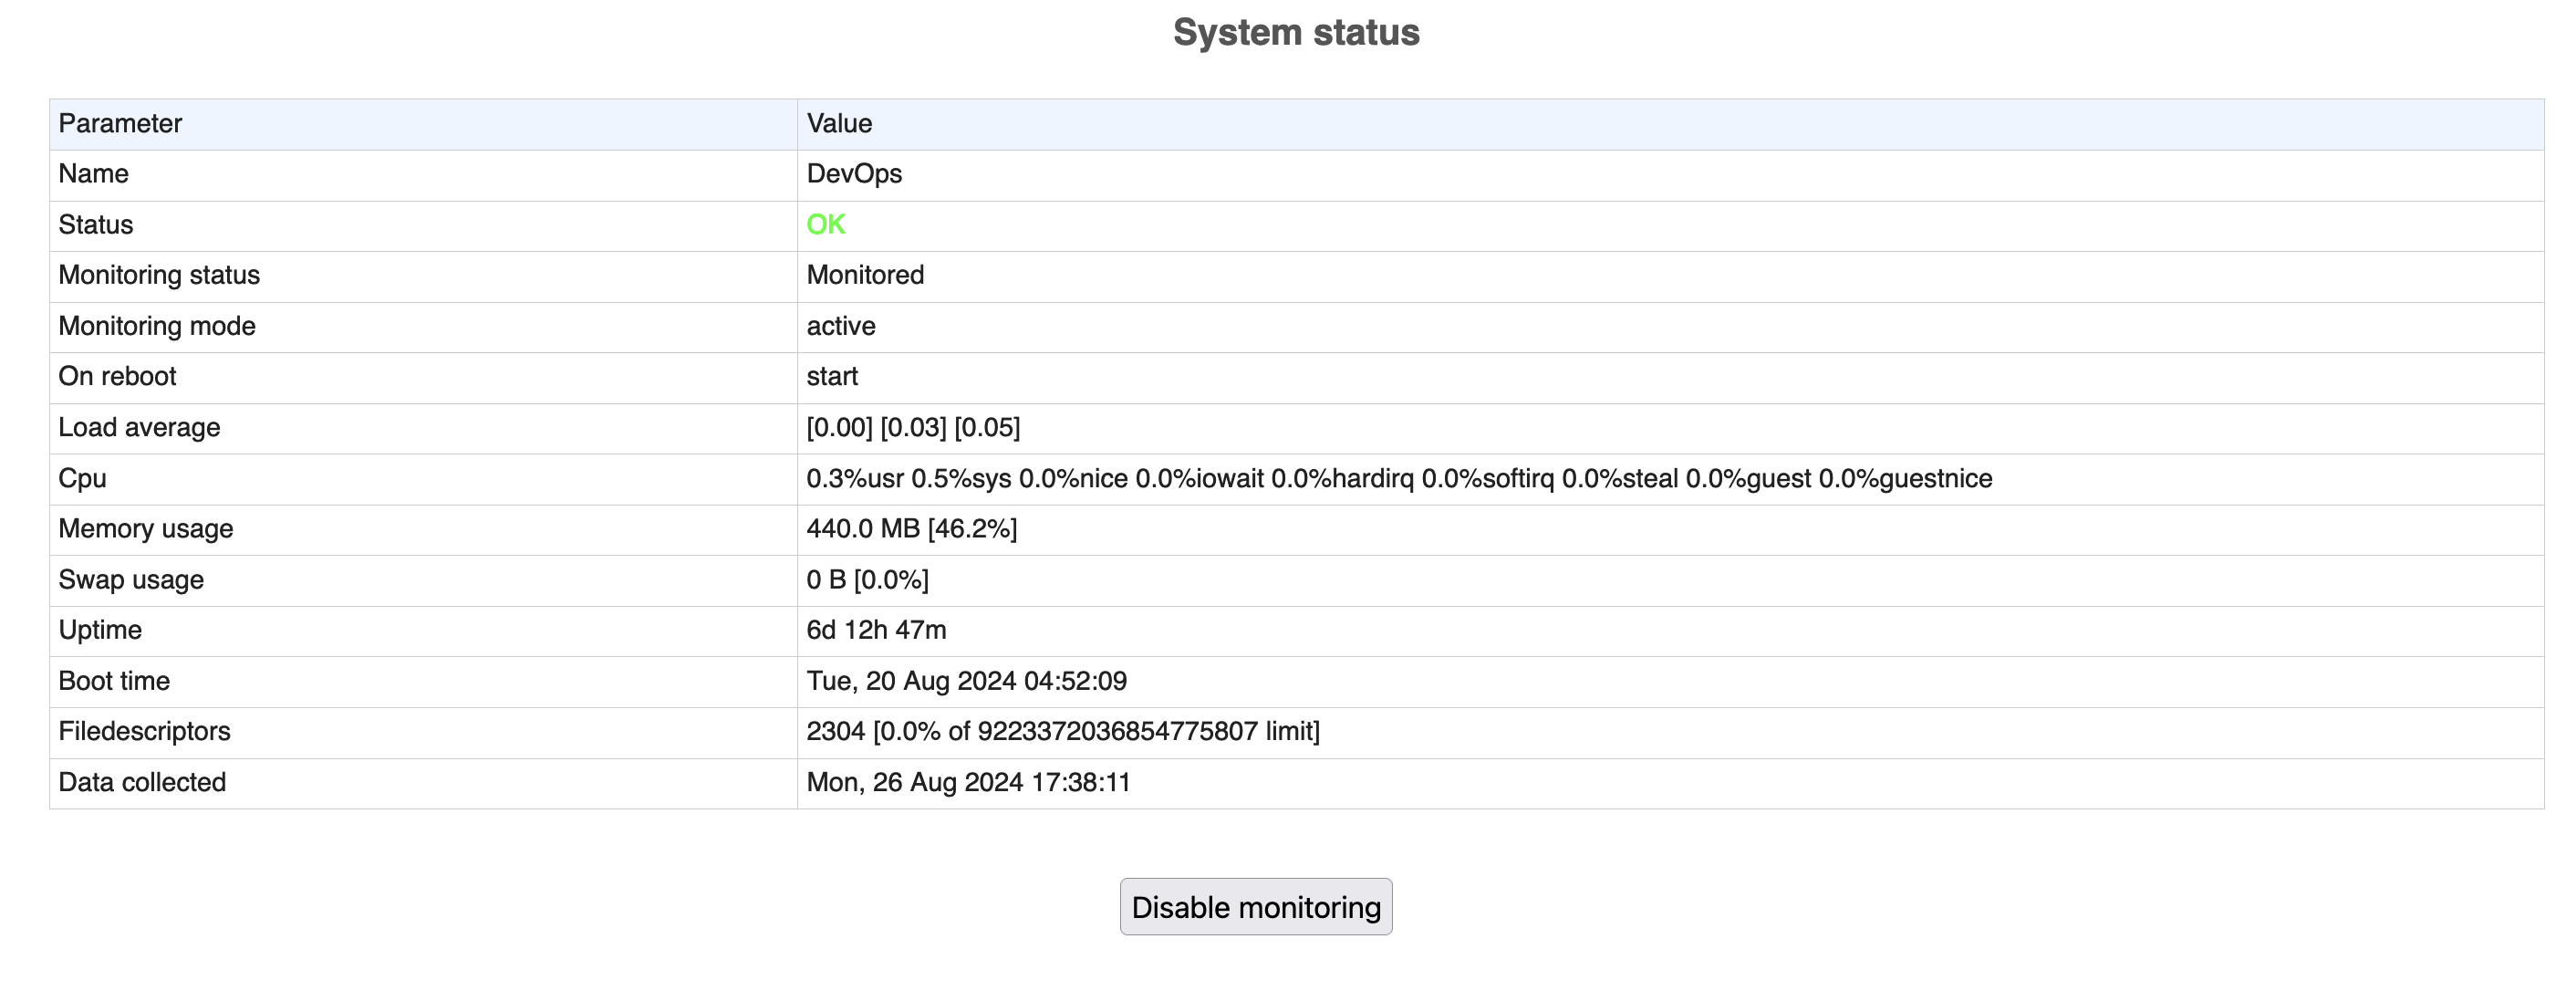 System status
Parameter Value
Name DevOps
Status OK
Monitoring status Monitored
Monitoring mode active
On reboot start
Load average [0.00] [0.03] [0.05]
Cpu 0.3%usr 0.5%sys 0.0%nice 0.0%iowait 0.0%hardirq 0.0%softirq 0.0%steal 0.0%guest 0.0%guestnice
Memory usage 440.0 MB [46.2%]
Swap usage 0 B [0.0%]
Uptime 6d 12h 47m
Boot time Tue, 20 Aug 2024 04:52:09
Filedescriptors 2304 [0.0% of 9223372036854775807 limit]
Data collected Mon, 26 Aug 2024 17:38:11
Disable monitoring